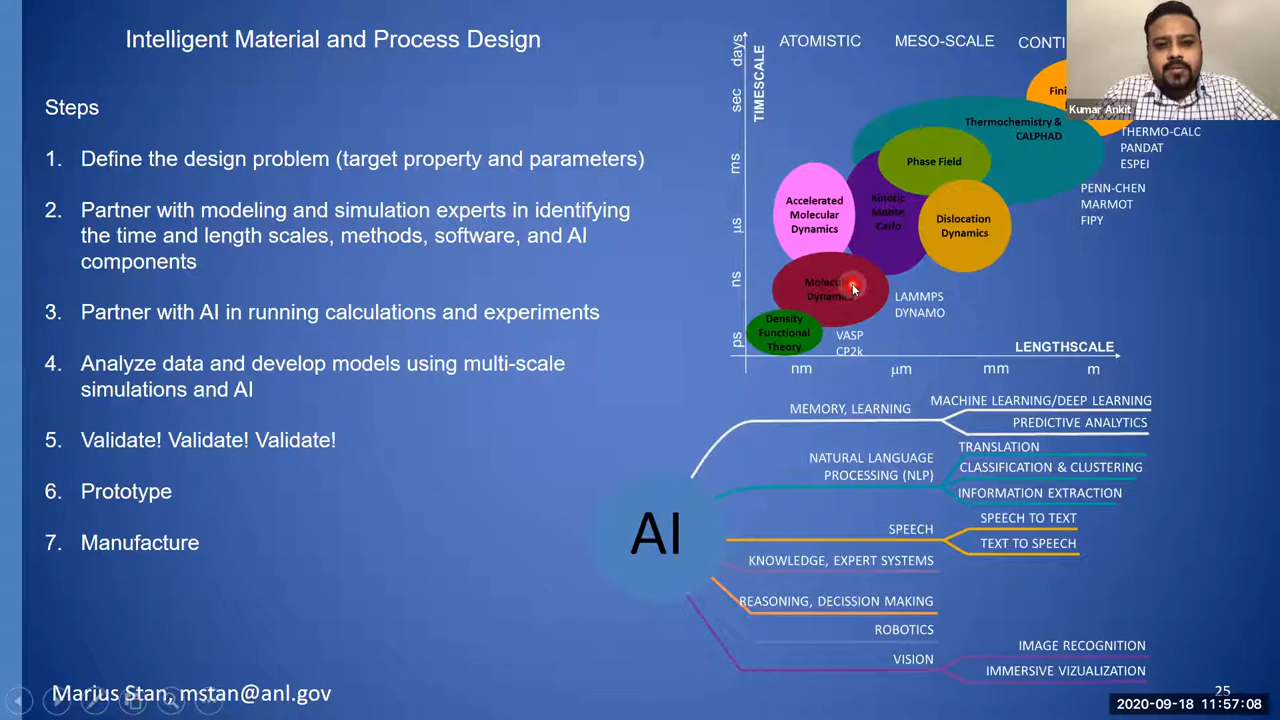 Intelligent Material and Process Design
Steps
1. Define the design problem (target property and parameters)
2. Partner with modeling and simulation experts in identifying
the time and length scales, methods, software, and AI
components
3. Partner with AI in running calculations and experiments
4. Analyze data and develop models using multi-scale
simulations and AI
5. Validate! Validate! Validate!
6. Prototype
7. Manufacture
Marius Stan, mstan@anl.gov
ATOMISTIC
MESO-SCALE
TIMESCALE
days
sec
ms
µs
ns
ps
Kumar Ankit
Thermochemistry &
CALPHAD
THERMO-CALC
PANDAT
ESPEI
Phase Field
PENN-CHEN
MARMOT
FIPY
Accelerated
Molecular
Dynamics
Kinetic
Monte
Carlo
Dislocation
Dynamics
Molecular
Dynamics
LAMMPS
DYNAMO
Density
Functional
Theory
VASP
CP2k
LENGTHSCALE
nm
µm
mm
m
AI
MEMORY, LEARNING
MACHINE LEARNING/DEEP LEARNING
PREDICTIVE ANALYTICS
NATURAL LANGUAGE
PROCESSING (NLP)
TRANSLATION
CLASSIFICATION & CLUSTERING
INFORMATION EXTRACTION
SPEECH
SPEECH TO TEXT
TEXT TO SPEECH
KNOWLEDGE, EXPERT SYSTEMS
REASONING, DECISSION MAKING
ROBOTICS
VISION
IMAGE RECOGNITION
IMMERSIVE VIZUALIZATION
25
2020-09-18 11:57:08